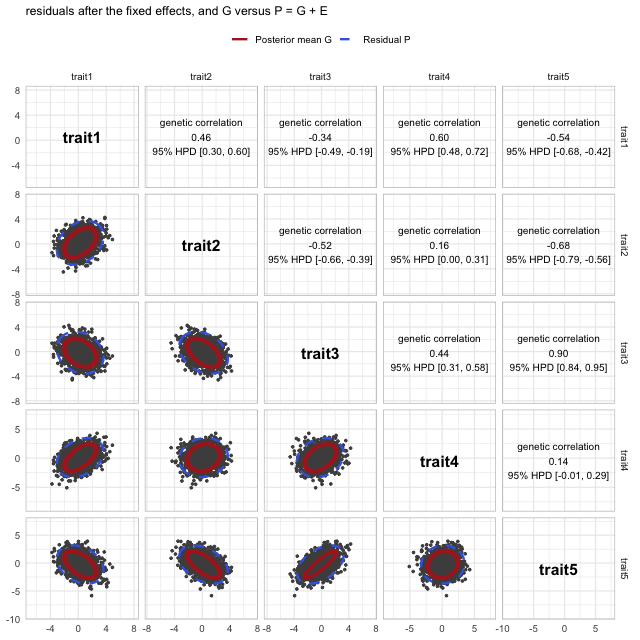 residuals after the fixed effects, and G versus P = G + E
Posterior mean G Residual P
trait1 trait2 trait3 trait4 trait5
8
4
0
-4
trait1
genetic correlation
0.46
95% HPD [0.30, 0.60]
genetic correlation
-0.34
95% HPD [-0.49, -0.19]
genetic correlation
0.60
95% HPD [0.48, 0.72]
genetic correlation
-0.54
95% HPD [-0.68, -0.42]
trait1
8
4
0
-4
-8
trait2
genetic correlation
-0.52
95% HPD [-0.66, -0.39]
genetic correlation
0.16
95% HPD [0.00, 0.31]
genetic correlation
-0.68
95% HPD [-0.79, -0.56]
trait2
8
4
0
-4
-8
trait3
genetic correlation
0.44
95% HPD [0.31, 0.58]
genetic correlation
0.90
95% HPD [0.84, 0.95]
trait3
5
0
-5
trait4
genetic correlation
0.14
95% HPD [-0.01, 0.29]
trait4
5
0
-5
-10
trait5
trait5
-4 0 4 8 -8 -4 0 4 8 -8 -4 0 4 8 -5 0 5 -10 -5 0 5